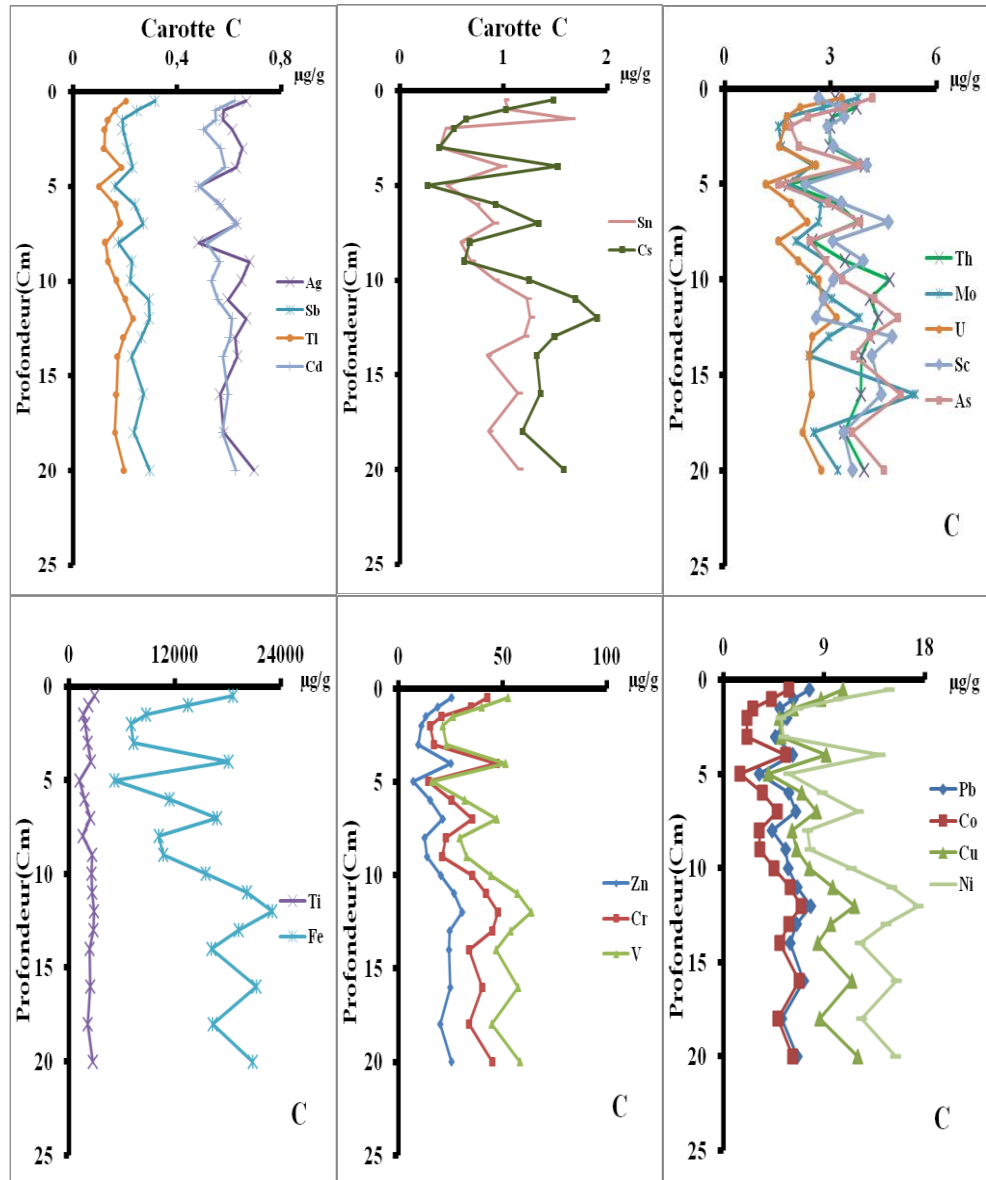 Carotte C
0 0,4 0,8
µg/g
0
5
10
15
20
25
Profondeur(Cm)
Ag
Sb
Tl
Cd
Carotte C
0 1 2
µg/g
0
5
10
15
20
25
Profondeur(Cm)
Sn
Cs
0 3 6
µg/g
0
5
10
15
20
25
Profondeur(Cm)
Th
Mo
U
Sc
As
C
0 12000 24000
µg/g
0
5
10
15
20
25
Profondeur(Cm)
Ti
Fe
C
0 50 100
µg/g
0
5
10
15
20
25
Profondeur(Cm)
Zn
Cr
V
C
0 9 18
µg/g
0
5
10
15
20
25
Profondeur(Cm)
Pb
Co
Cu
Ni
C